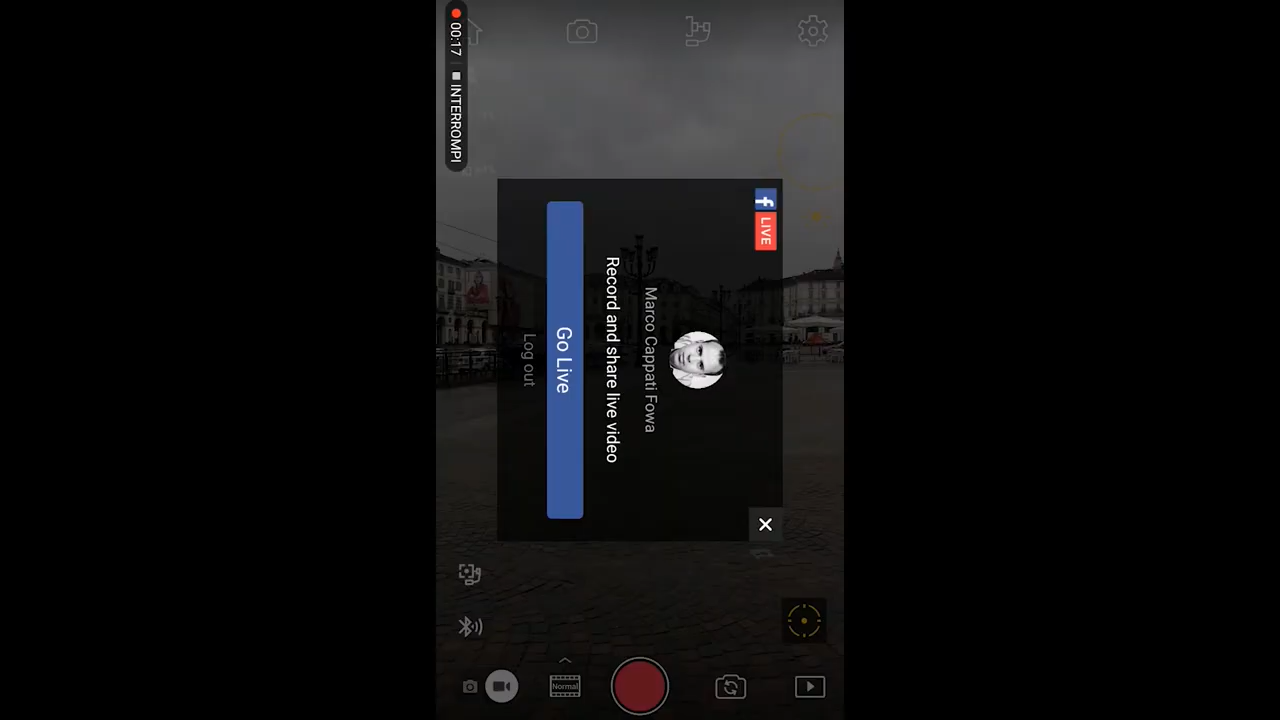 00:17
INTERROMPI
f LIVE
Marco Cappati Fowa
Record and share live video
Go Live
Log out
Normal